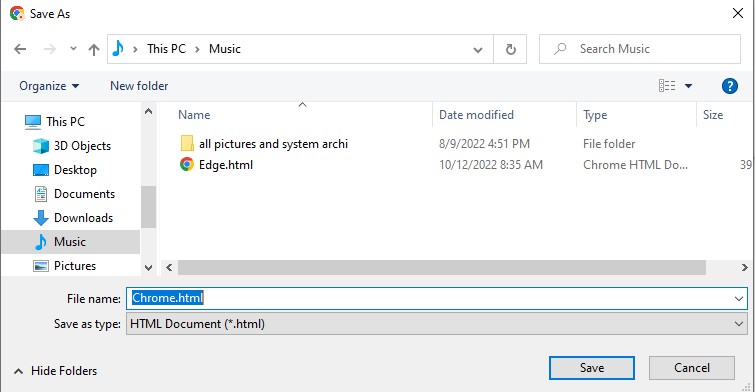 Save As
This PC > Music
Search Music
Organize
New folder
Name Date modified Type Size
This PC
3D Objects
Desktop
Documents
Downloads
Music
Pictures
all pictures and system archi 8/9/2022 4:51 PM File folder
Edge.html 10/12/2022 8:35 AM Chrome HTML Do... 39
File name: Chrome.html
Save as type: HTML Document (*.html)
Hide Folders
Save
Cancel